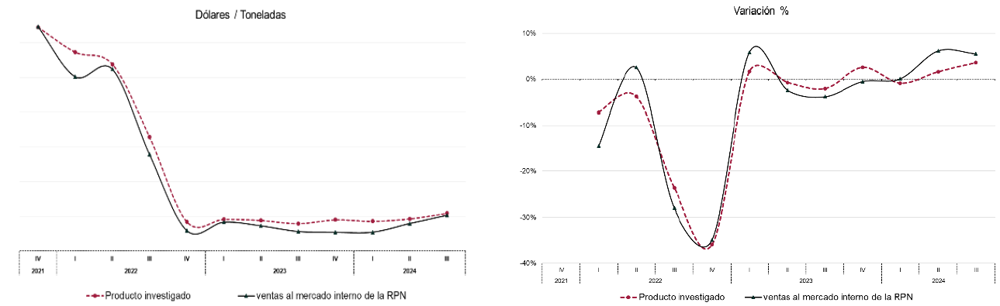 Dólares / Toneladas
IV I II III IV I II III IV I II III
2021 2022 2023 2024
Producto investigado ventas al mercado interno de la RPN
Variación %
10%
0%
-10%
-20%
-30%
-40%
IV I II III IV I II III IV I II III
2021 2022 2023 2024
Producto investigado ventas al mercado interno de la RPN